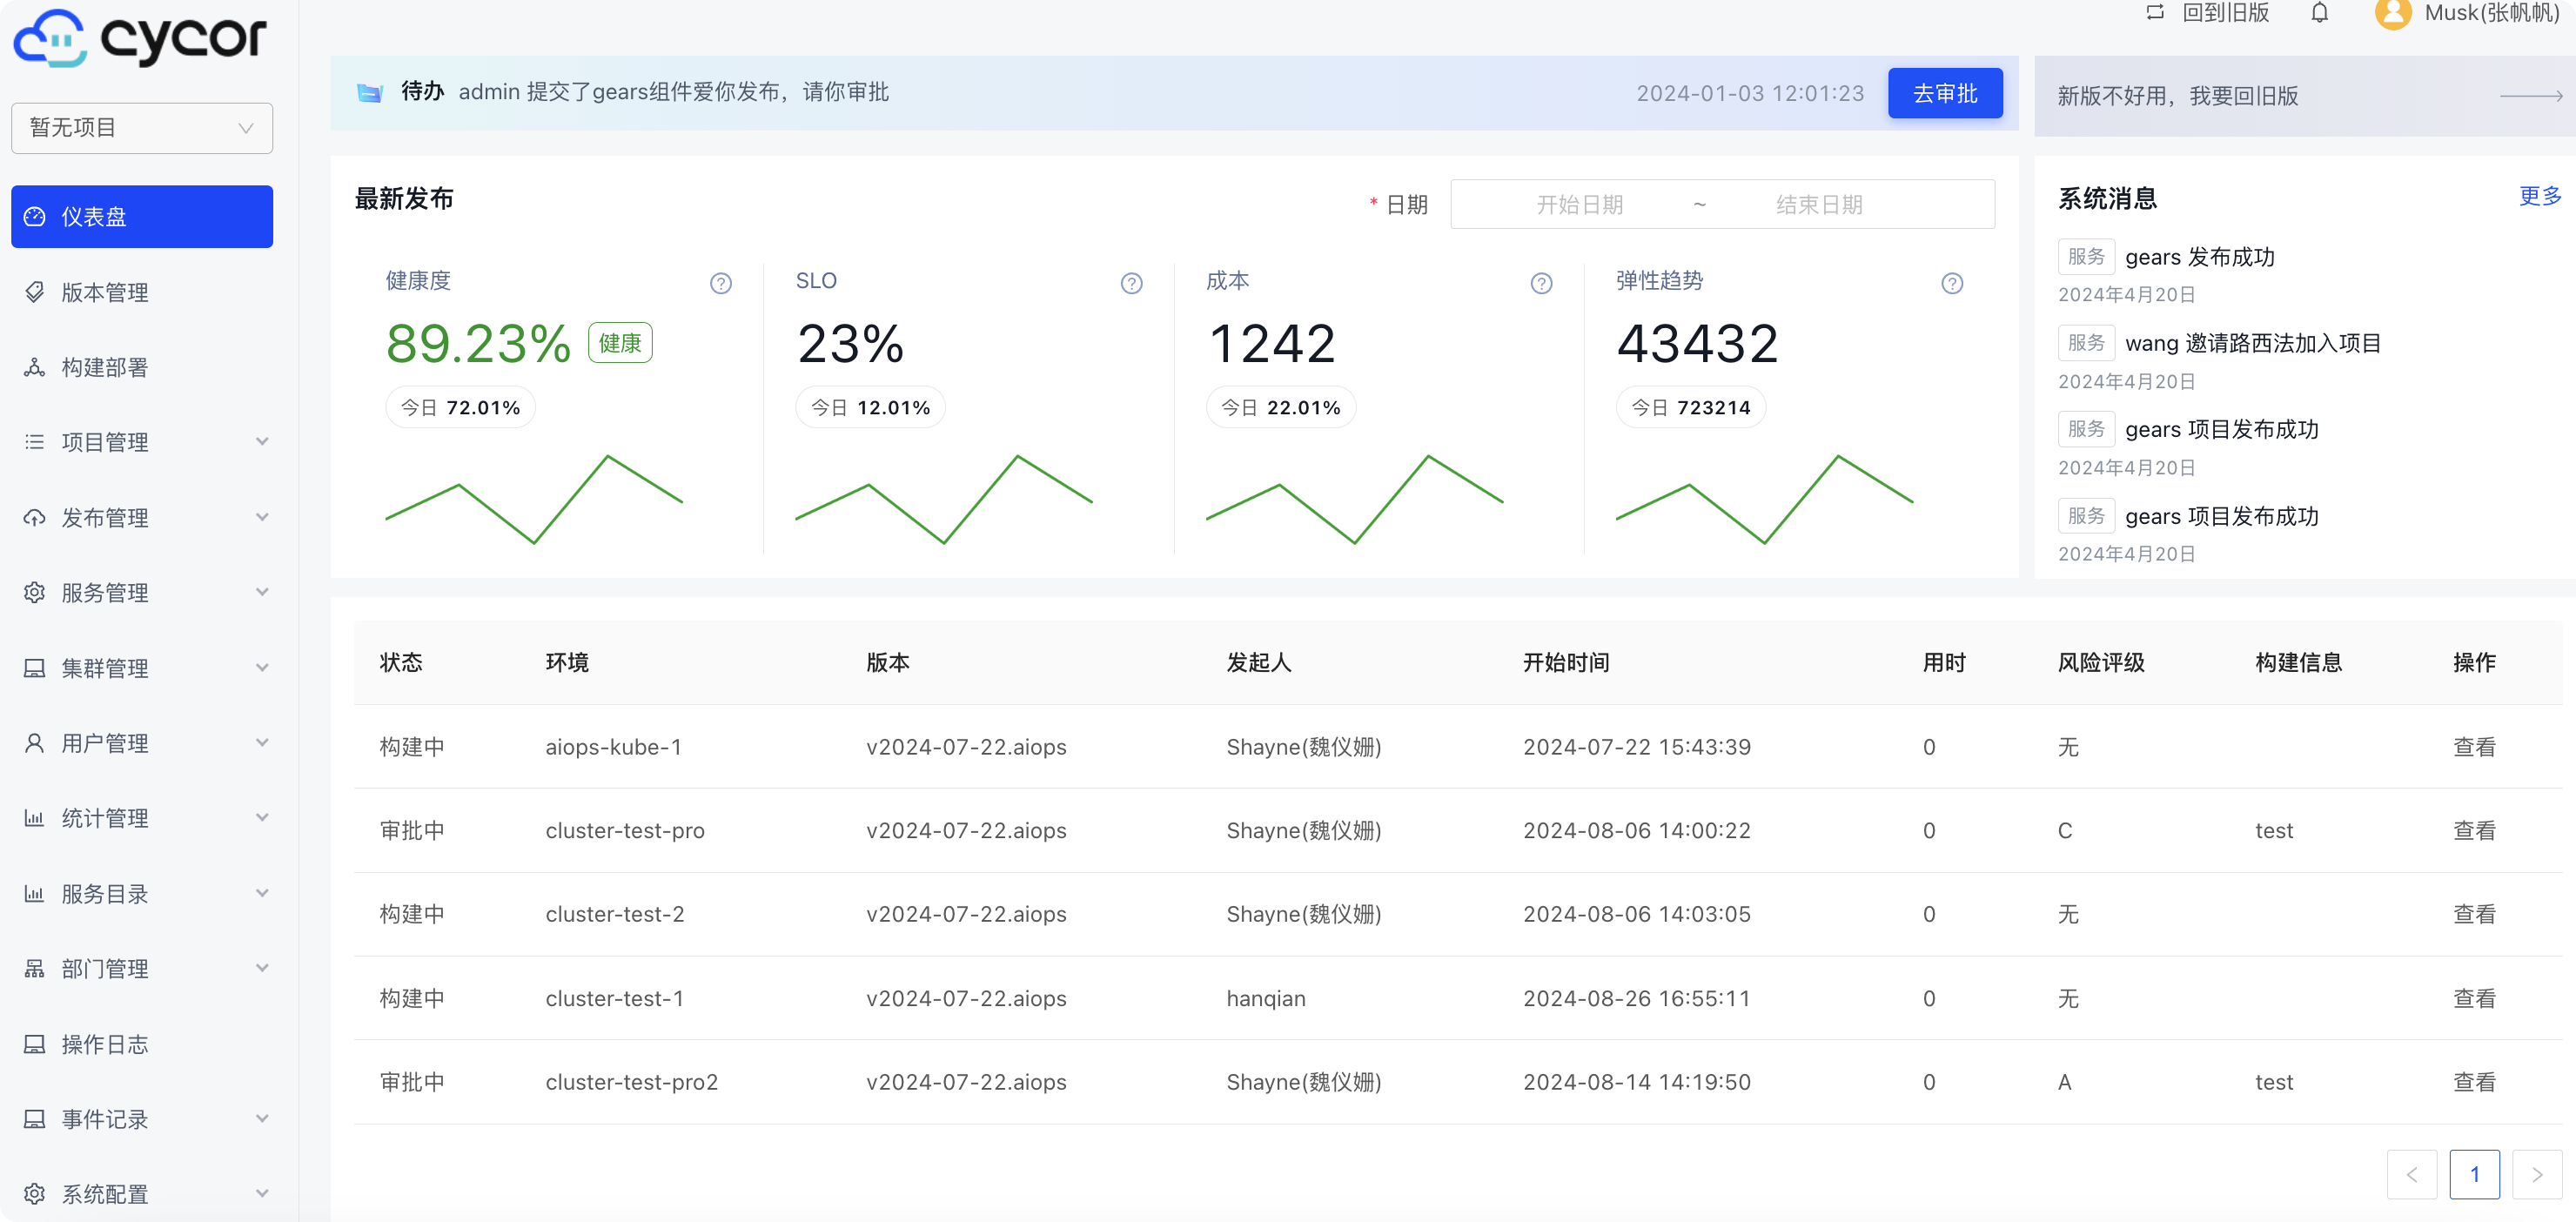 cycor
回到旧版
Musk(张帆帆)
暂无项目
仪表盘
版本管理
构建部署
项目管理
发布管理
服务管理
集群管理
用户管理
统计管理
服务目录
部门管理
操作日志
事件记录
系统配置
待办 admin 提交了gears组件爱你发布，请你审批 2024-01-03 12:01:23 去审批
新版不好用，我要回旧版
最新发布 * 日期 开始日期 ~ 结束日期
健康度 ?
89.23% 健康
今日 72.01%
SLO ?
23%
今日 12.01%
成本 ?
1242
今日 22.01%
弹性趋势 ?
43432
今日 723214
系统消息 更多
服务 gears 发布成功
2024年4月20日
服务 wang 邀请路西法加入项目
2024年4月20日
服务 gears 项目发布成功
2024年4月20日
服务 gears 项目发布成功
2024年4月20日
状态 环境 版本 发起人 开始时间 用时 风险评级 构建信息 操作
构建中 aiops-kube-1 v2024-07-22.aiops Shayne(魏仪姗) 2024-07-22 15:43:39 0 无 查看
审批中 cluster-test-pro v2024-07-22.aiops Shayne(魏仪姗) 2024-08-06 14:00:22 0 C test 查看
构建中 cluster-test-2 v2024-07-22.aiops Shayne(魏仪姗) 2024-08-06 14:03:05 0 无 查看
构建中 cluster-test-1 v2024-07-22.aiops hanqian 2024-08-26 16:55:11 0 无 查看
审批中 cluster-test-pro2 v2024-07-22.aiops Shayne(魏仪姗) 2024-08-14 14:19:50 0 A test 查看
< 1 >